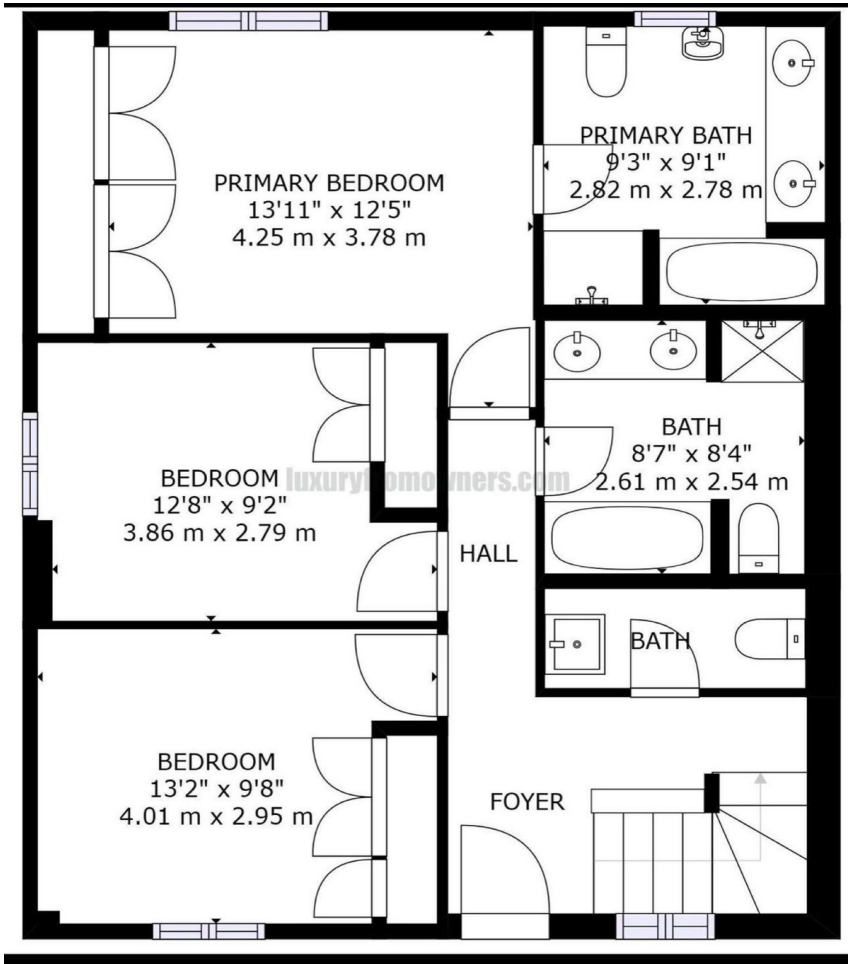 PRIMARY BEDROOM
13'11" x 12'5"
4.25 m x 3.78 m
PRIMARY BATH
9'3" x 9'1"
2.82 m x 2.78 m
BEDROOM
12'8" x 9'2"
3.86 m x 2.79 m
BATH
8'7" x 8'4"
2.61 m x 2.54 m
luxuryhomeowners.com
HALL
BATH
BEDROOM
13'2" x 9'8"
4.01 m x 2.95 m
FOYER